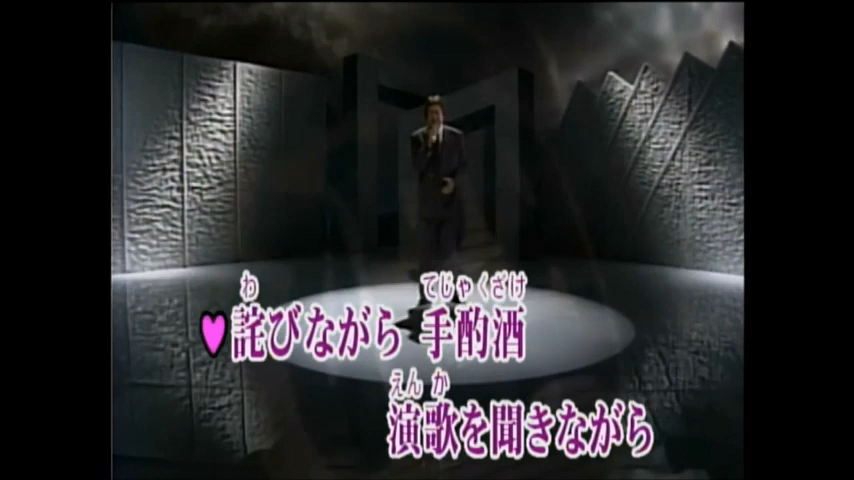 わ てじゃくざけ
♥詫びながら 手酌酒
えんか
演歌を聞きながら